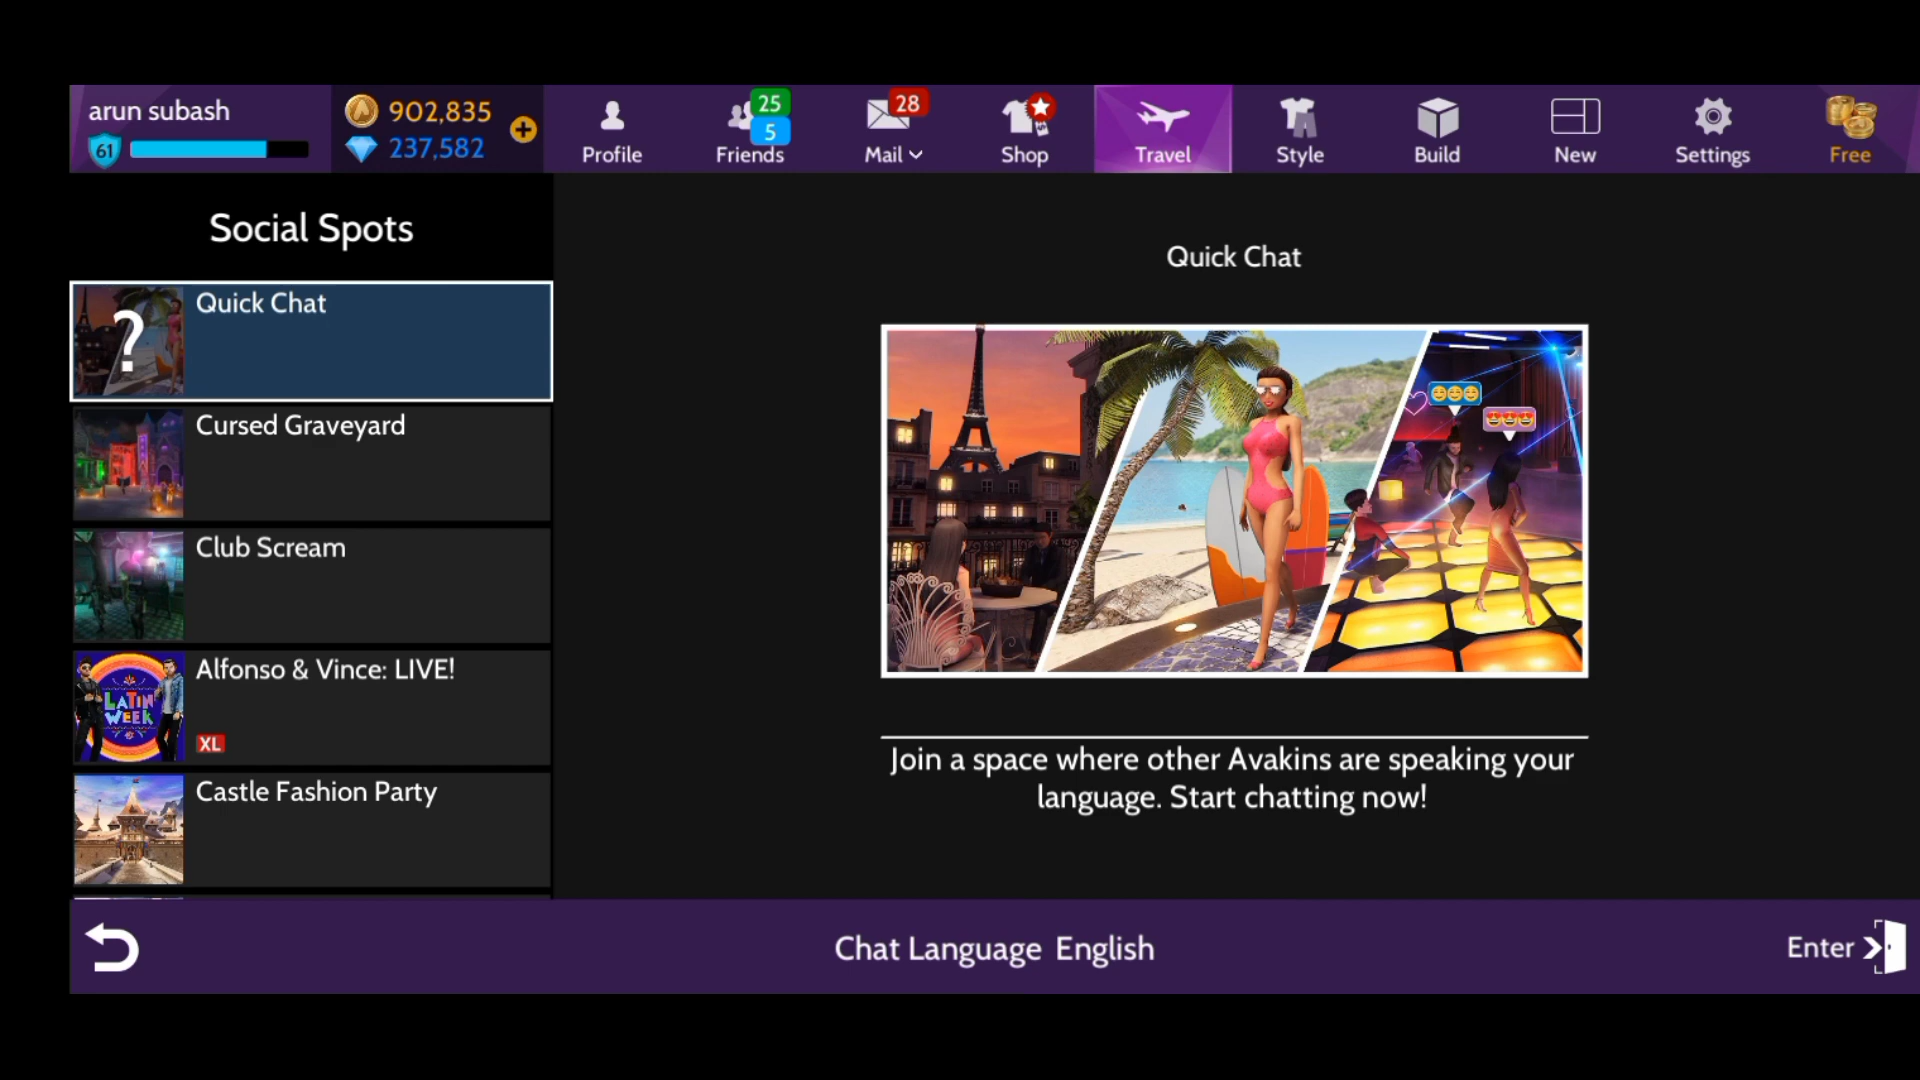 arun subash
61
902,835
237,582
Profile
25
5
Friends
28
Mail
Shop
Travel
Style
Build
New
Settings
Free
Social Spots
?
Quick Chat
Cursed Graveyard
Club Scream
LATIN
WEEK
Alfonso & Vince: LIVE!
XL
Castle Fashion Party
Quick Chat
Join a space where other Avakins are speaking your
language. Start chatting now!
Chat Language English
Enter